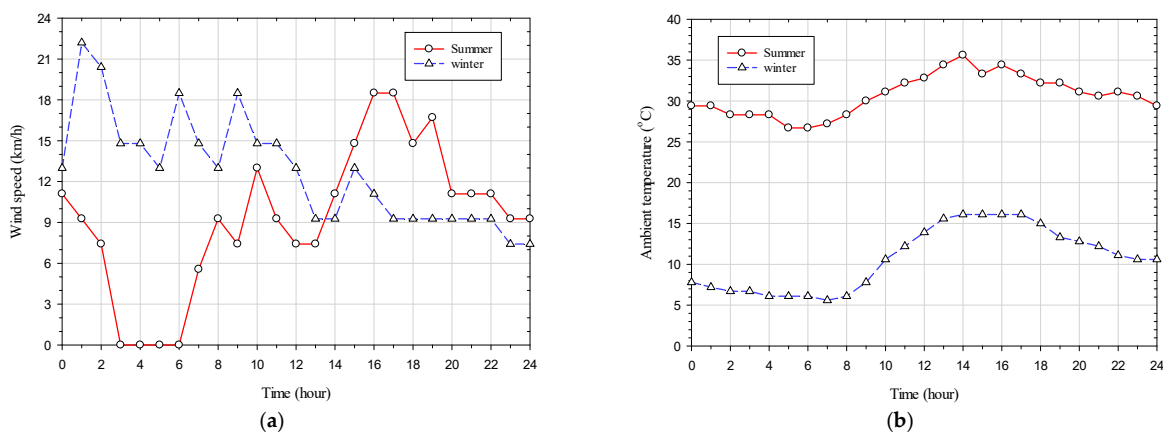 24
21
18
15
12
9
6
3
0
Wind speed (km/h)
Summer
winter
0 2 4 6 8 10 12 14 16 18 20 22 24
Time (hour)
(a)
40
35
30
25
20
15
10
5
0
Ambient temperature (°C)
Summer
winter
0 2 4 6 8 10 12 14 16 18 20 22 24
Time (hour)
(b)